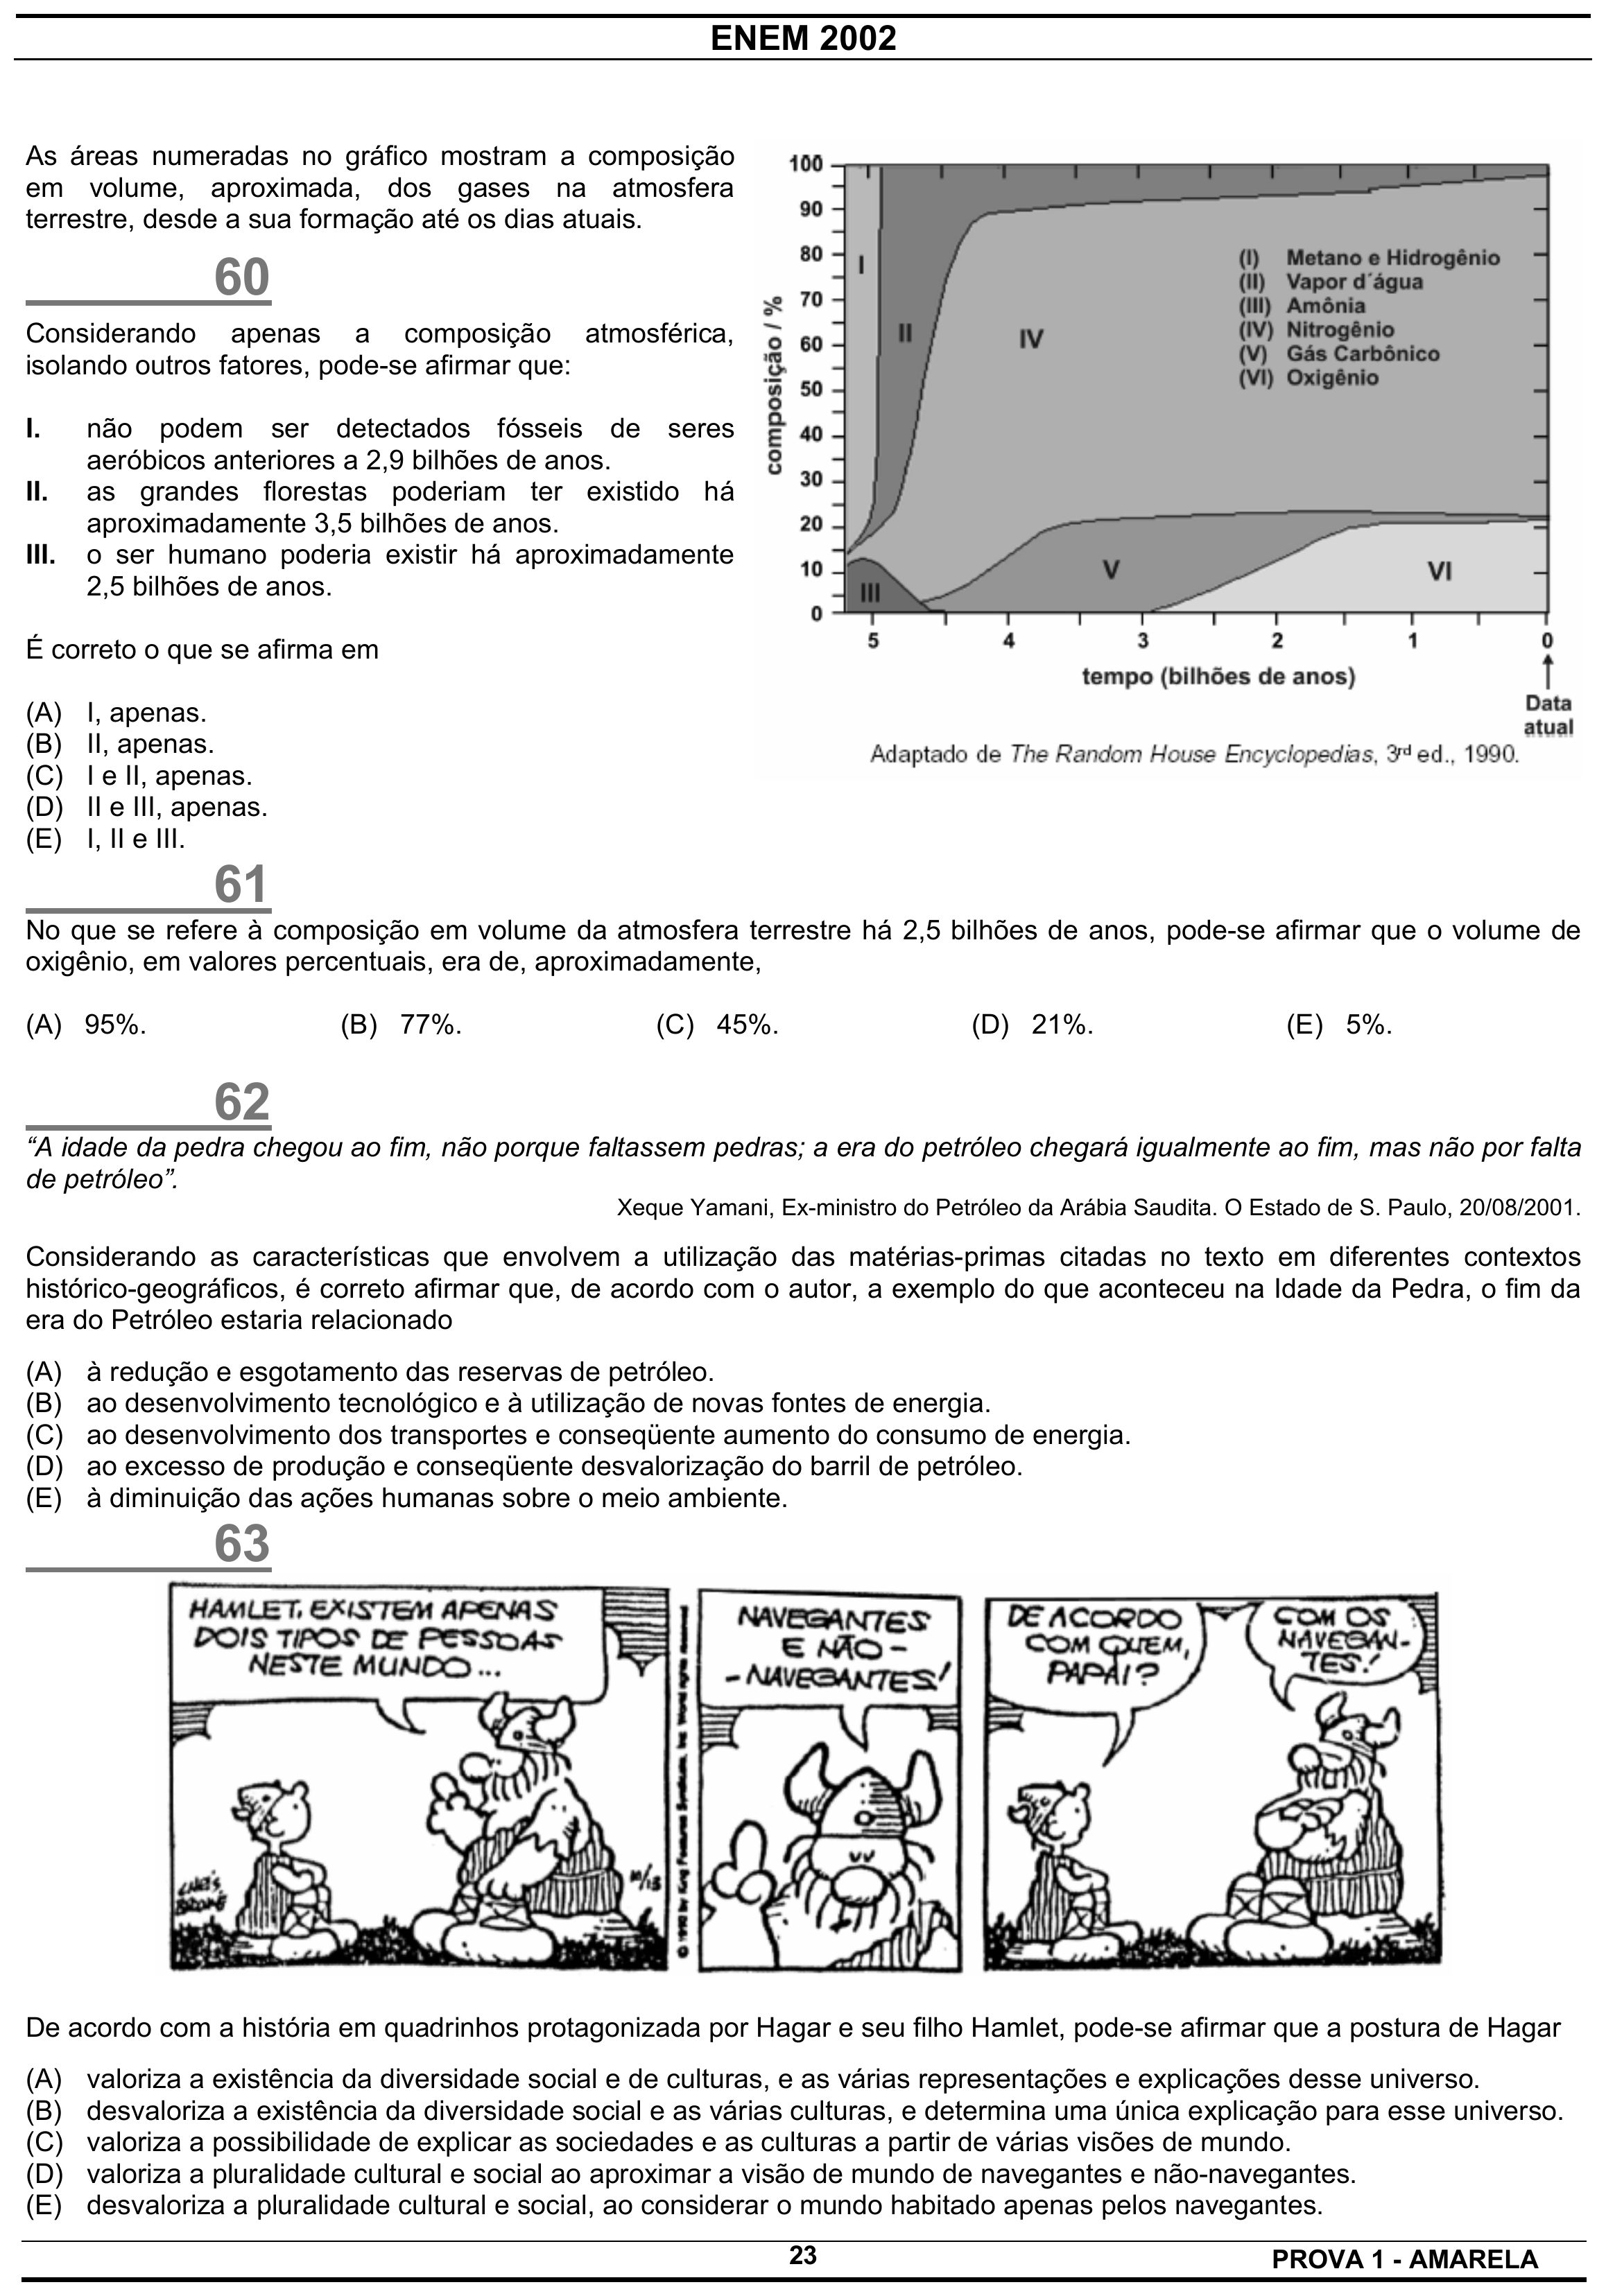 ENEM 2002
As áreas numeradas no gráfico mostram a composição
em volume, aproximada, dos gases na atmosfera
terrestre, desde a sua formação até os dias atuais.
60
Considerando apenas a composição atmosférica,
isolando outros fatores, pode-se afirmar que:
I. não podem ser detectados fósseis de seres
aeróbicos anteriores a 2,9 bilhões de anos.
II. as grandes florestas poderiam ter existido há
aproximadamente 3,5 bilhões de anos.
III. o ser humano poderia existir há aproximadamente
2,5 bilhões de anos.
É correto o que se afirma em
(A) I, apenas.
(B) II, apenas.
(C) I e II, apenas.
(D) II e III, apenas.
(E) I, II e III.
composição / %
100
90
80
70
60
50
40
30
20
10
0
I
II
III
IV
V
VI
(I) Metano e Hidrogênio
(II) Vapor d´água
(III) Amônia
(IV) Nitrogênio
(V) Gás Carbônico
(VI) Oxigênio
5 4 3 2 1 0
tempo (bilhões de anos)
Data
atual
Adaptado de The Random House Encyclopedias, 3rd ed., 1990.
61
No que se refere à composição em volume da atmosfera terrestre há 2,5 bilhões de anos, pode-se afirmar que o volume de
oxigênio, em valores percentuais, era de, aproximadamente,
(A) 95%. (B) 77%. (C) 45%. (D) 21%. (E) 5%.
62
“A idade da pedra chegou ao fim, não porque faltassem pedras; a era do petróleo chegará igualmente ao fim, mas não por falta
de petróleo”.
Xeque Yamani, Ex-ministro do Petróleo da Arábia Saudita. O Estado de S. Paulo, 20/08/2001.
Considerando as características que envolvem a utilização das matérias-primas citadas no texto em diferentes contextos
histórico-geográficos, é correto afirmar que, de acordo com o autor, a exemplo do que aconteceu na Idade da Pedra, o fim da
era do Petróleo estaria relacionado
(A) à redução e esgotamento das reservas de petróleo.
(B) ao desenvolvimento tecnológico e à utilização de novas fontes de energia.
(C) ao desenvolvimento dos transportes e conseqüente aumento do consumo de energia.
(D) ao excesso de produção e conseqüente desvalorização do barril de petróleo.
(E) à diminuição das ações humanas sobre o meio ambiente.
63
HAMLET, EXISTEM APENAS
DOIS TIPOS DE PESSOAS
NESTE MUNDO...
NAVEGANTES
E NÃO-
-NAVEGANTES!
DE ACORDO
COM QUEM,
PAPAI?
COM OS
NAVEGAN-
TES!
CHRIS
BROWNE
10/13
© 1992 by King Features Syndicate, Inc. World rights reserved.
De acordo com a história em quadrinhos protagonizada por Hagar e seu filho Hamlet, pode-se afirmar que a postura de Hagar
(A) valoriza a existência da diversidade social e de culturas, e as várias representações e explicações desse universo.
(B) desvaloriza a existência da diversidade social e as várias culturas, e determina uma única explicação para esse universo.
(C) valoriza a possibilidade de explicar as sociedades e as culturas a partir de várias visões de mundo.
(D) valoriza a pluralidade cultural e social ao aproximar a visão de mundo de navegantes e não-navegantes.
(E) desvaloriza a pluralidade cultural e social, ao considerar o mundo habitado apenas pelos navegantes.
23
PROVA 1 - AMARELA